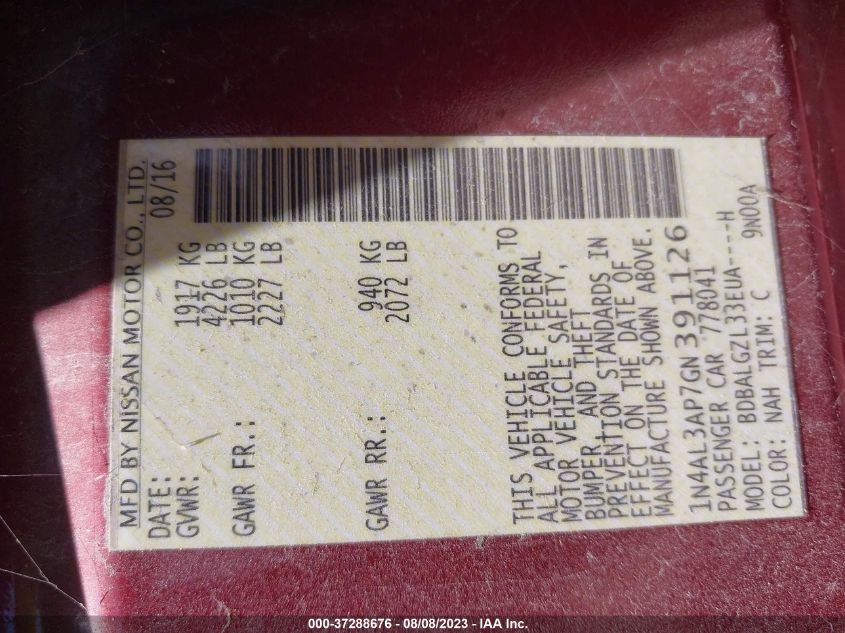 MFD BY NISSAN MOTOR CO., LTD.
DATE: 08/16
GVWR: 1917 KG
4226 LB
GAWR FR.: 1010 KG
2227 LB
GAWR RR.: 940 KG
2072 LB
THIS VEHICLE CONFORMS TO
ALL APPLICABLE FEDERAL
MOTOR VEHICLE SAFETY,
BUMPER, AND THEFT
PREVENTION STANDARDS IN
EFFECT ON THE DATE OF
MANUFACTURE SHOWN ABOVE.
1N4AL3AP7GN391126
PASSENGER CAR 778041
MODEL: BDBALGZL33EUA----H
COLOR: NAH TRIM: C 9N00A
000-37288676 - 08/08/2023 - IAA Inc.